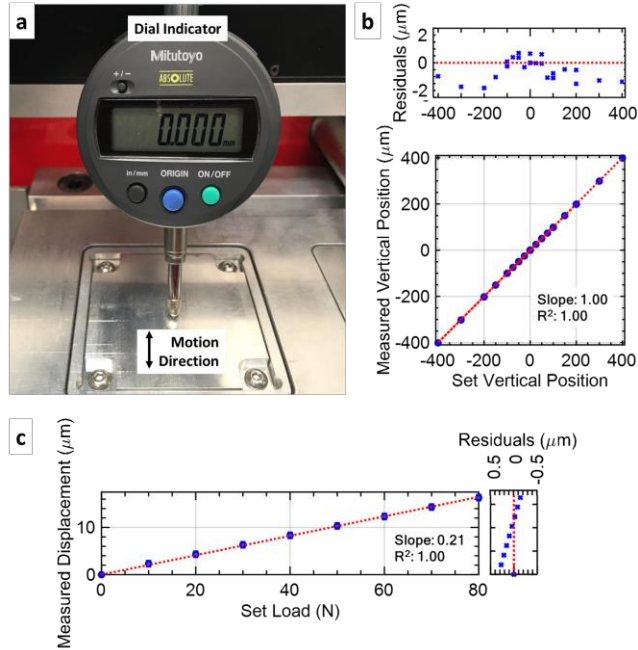 a
Dial Indicator
Mitutoyo
ABSOLUTE
+/−
0.000 mm
in/mm ORIGIN ON/OFF
Motion
Direction
b
Residuals (μm)
2
0
2
-400 -200 0 200 400
Measured Vertical Position (μm)
400
200
0
-200
-400
Slope: 1.00
R²: 1.00
-400 -200 0 200 400
Set Vertical Position
c
Measured Displacement (μm)
10
0
Slope: 0.21
R²: 1.00
0 20 40 60 80
Set Load (N)
Residuals (μm)
0.5 0 -0.5